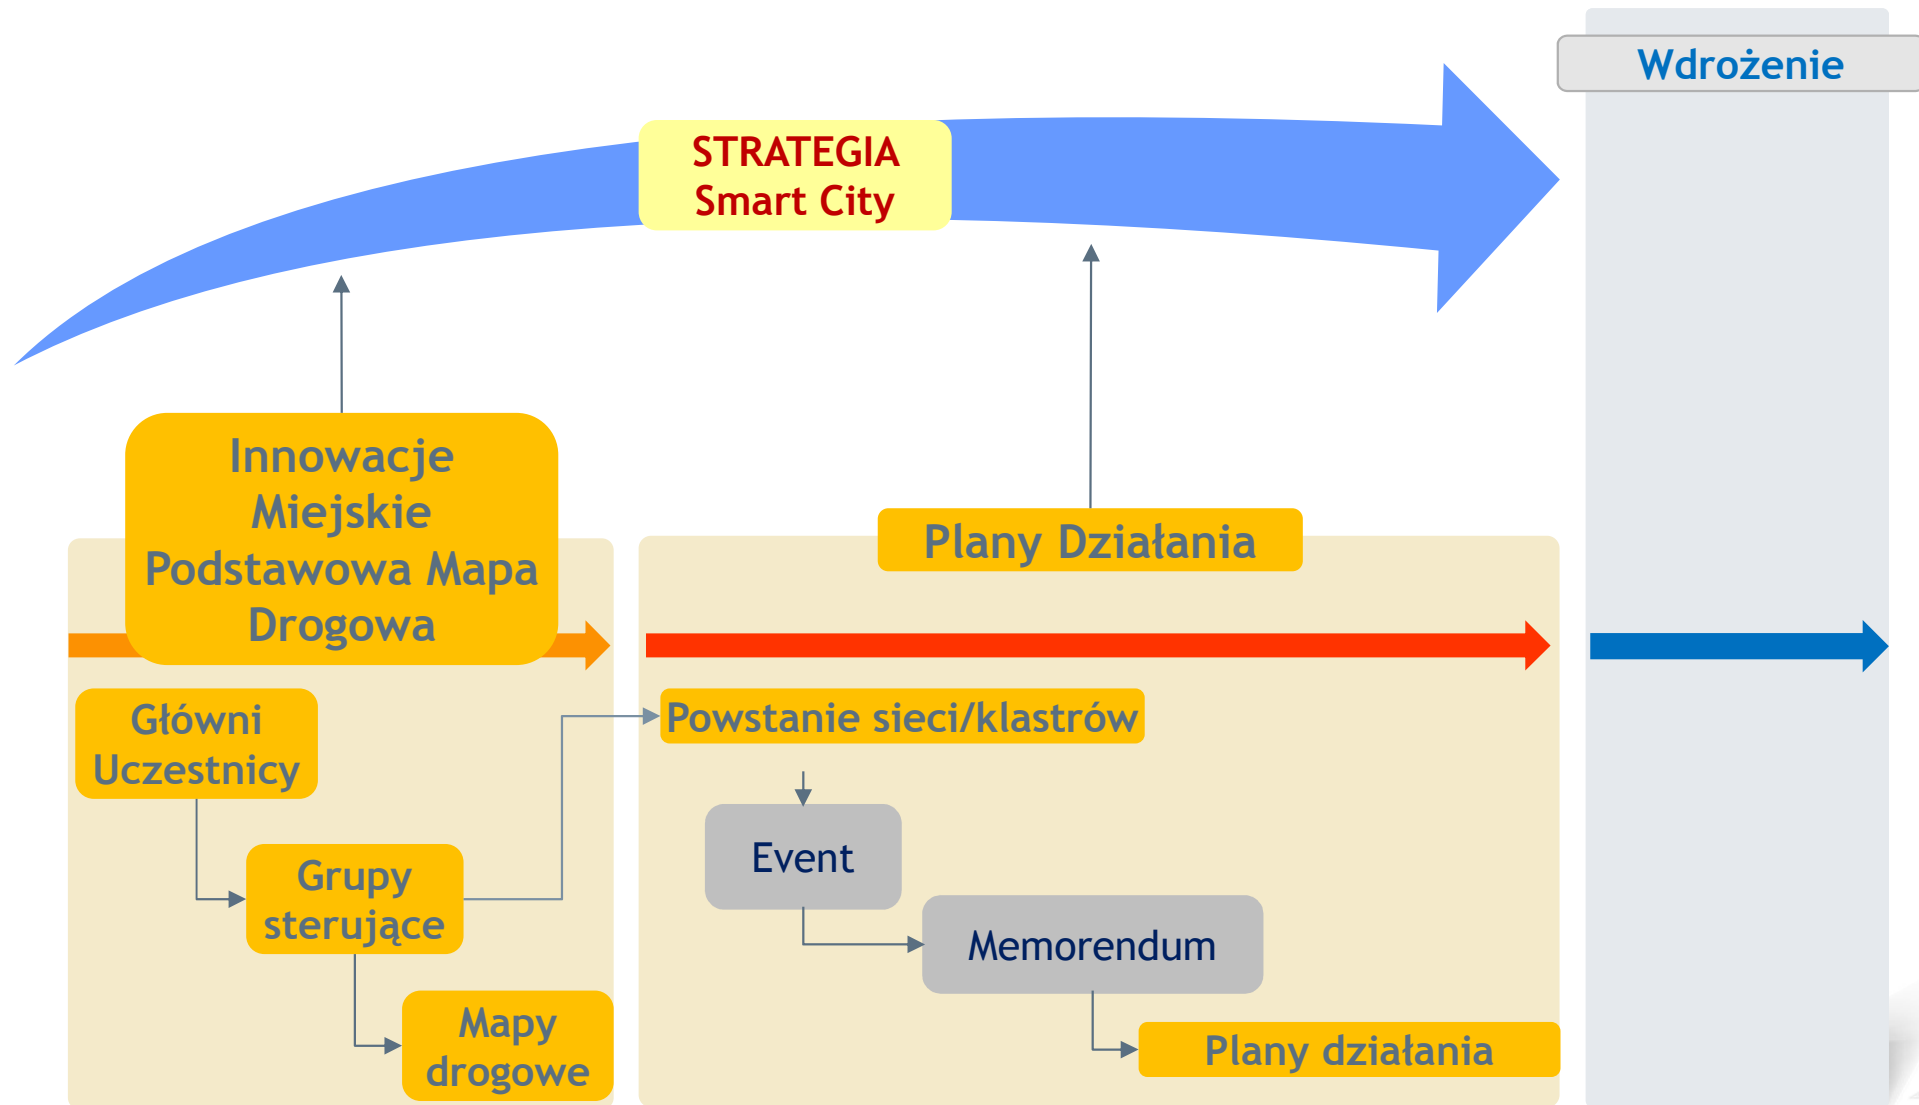 Wdrożenie
STRATEGIA
Smart City
Innowacje
Miejskie
Podstawowa Mapa
Drogowa
Plany Działania
Główni
Uczestnicy
Grupy
sterujące
Mapy
drogowe
Powstanie sieci/klastrów
Event
Memorendum
Plany działania